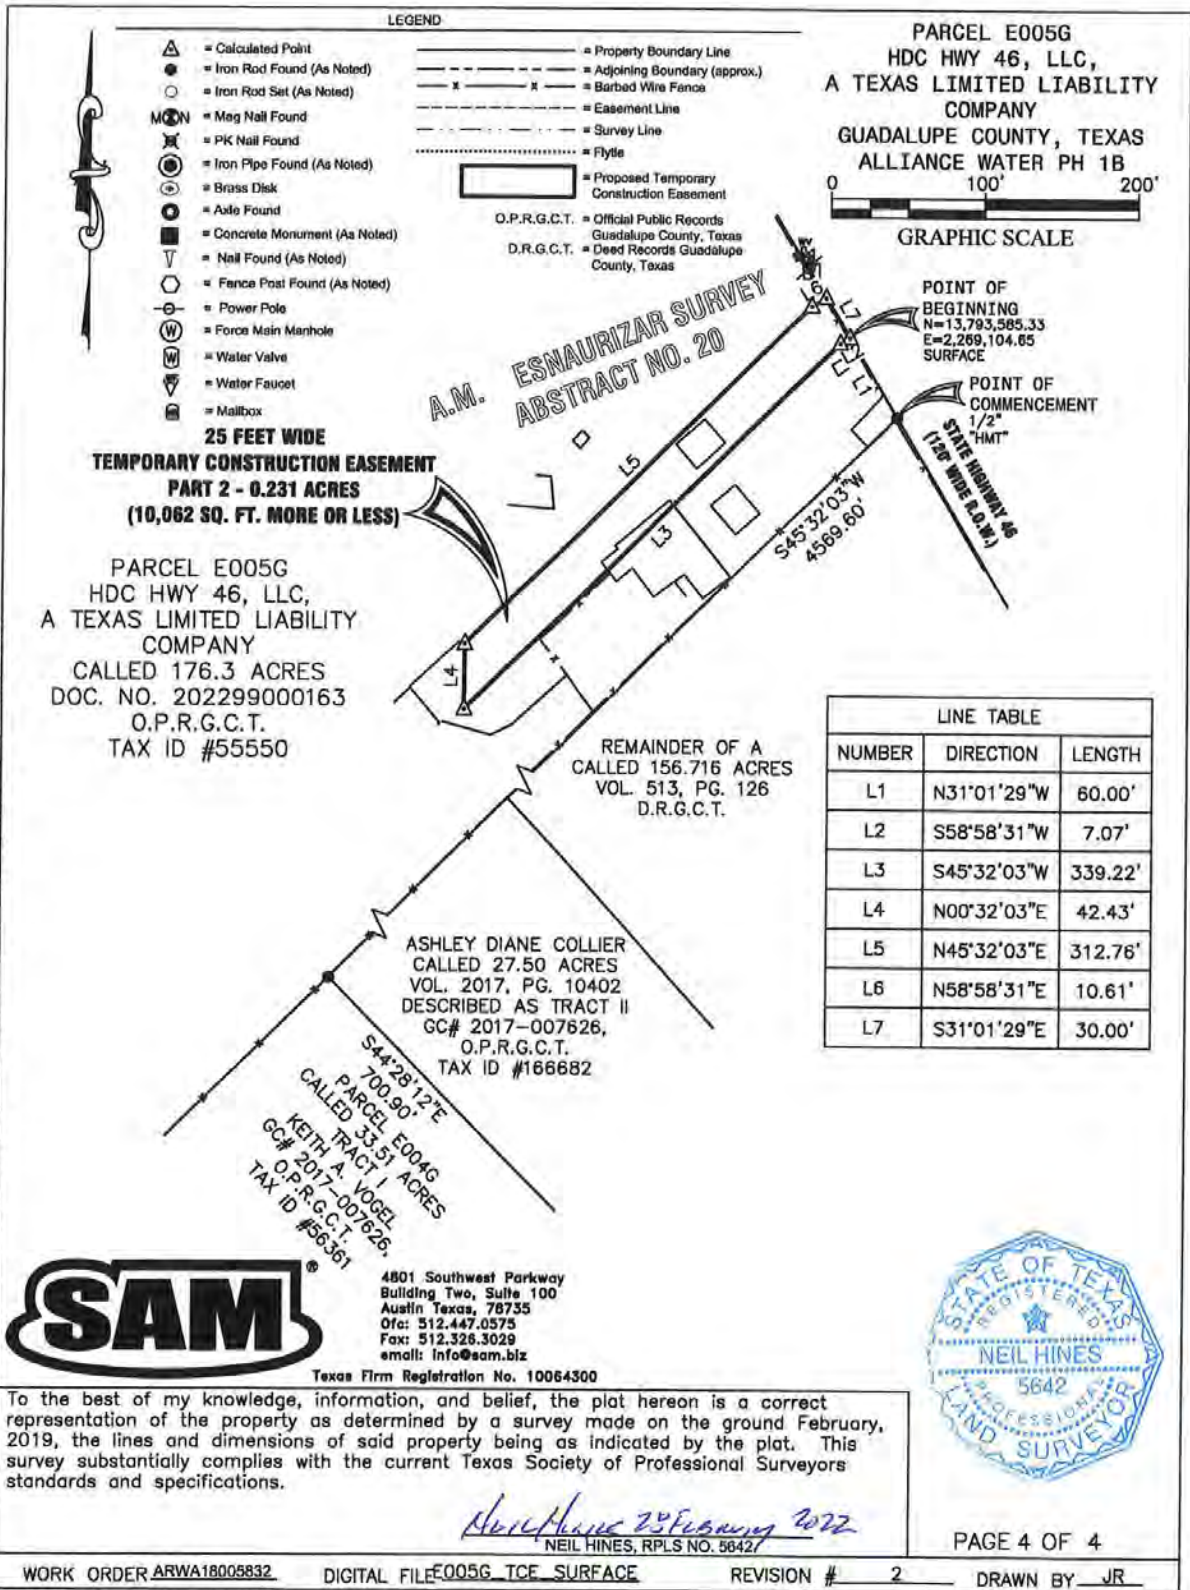 LEGEND
= Calculated Point
= Iron Rod Found (As Noted)
= Iron Rod Set (As Noted)
= Mag Nail Found
= PK Nail Found
= Iron Pipe Found (As Noted)
= Brass Disk
= Axle Found
= Concrete Monument (As Noted)
= Nail Found (As Noted)
= Fence Post Found (As Noted)
= Power Pole
W = Force Main Manhole
W = Water Valve
= Water Faucet
= Mailbox
= Property Boundary Line
= Adjoining Boundary (approx.)
= Barbed Wire Fence
= Easement Line
= Survey Line
= Flytie
= Proposed Temporary
Construction Easement
O.P.R.G.C.T. = Official Public Records
Guadalupe County, Texas
D.R.G.C.T. = Deed Records Guadalupe
County, Texas
PARCEL E005G
HDC HWY 46, LLC,
A TEXAS LIMITED LIABILITY
COMPANY
GUADALUPE COUNTY, TEXAS
ALLIANCE WATER PH 1B
0 100' 200'
GRAPHIC SCALE
A.M. ESNAURIZAR SURVEY
ABSTRACT NO. 20
POINT OF
BEGINNING
N=13,793,585.33
E=2,269,104.65
SURFACE
POINT OF
COMMENCEMENT
1/2"
"HMT"
STATE HIGHWAY 46
(120' WIDE R.O.W.)
L7
L1
L5
L3
L4
S45°32'03"W
4569.60'
25 FEET WIDE
TEMPORARY CONSTRUCTION EASEMENT
PART 2 - 0.231 ACRES
(10,062 SQ. FT. MORE OR LESS)
PARCEL E005G
HDC HWY 46, LLC,
A TEXAS LIMITED LIABILITY
COMPANY
CALLED 176.3 ACRES
DOC. NO. 202299000163
O.P.R.G.C.T.
TAX ID #55550
REMAINDER OF A
CALLED 156.716 ACRES
VOL. 513, PG. 126
D.R.G.C.T.
LINE TABLE
NUMBER DIRECTION LENGTH
L1 N31°01'29"W 60.00'
L2 S58°58'31"W 7.07'
L3 S45°32'03"W 339.22'
L4 N00°32'03"E 42.43'
L5 N45°32'03"E 312.76'
L6 N58°58'31"E 10.61'
L7 S31°01'29"E 30.00'
ASHLEY DIANE COLLIER
CALLED 27.50 ACRES
VOL. 2017, PG. 10402
DESCRIBED AS TRACT II
GC# 2017-007626,
O.P.R.G.C.T.
TAX ID #166682
S44°28'12"E
700.90'
PARCEL E004G
CALLED 33.51 ACRES
TRACT I
KEITH A. VOGEL
GC# 2017-007626,
O.P.R.G.C.T.
TAX ID #56361
SAM®
4801 Southwest Parkway
Building Two, Suite 100
Austin Texas, 78735
Ofc: 512.447.0575
Fax: 512.326.3029
email: info@sam.biz
Texas Firm Registration No. 10064300
STATE OF TEXAS
REGISTERED
NEIL HINES
5642
PROFESSIONAL
LAND SURVEYOR
To the best of my knowledge, information, and belief, the plat hereon is a correct
representation of the property as determined by a survey made on the ground February,
2019, the lines and dimensions of said property being as indicated by the plat. This
survey substantially complies with the current Texas Society of Professional Surveyors
standards and specifications.
Neil Hines 28 February 2022
NEIL HINES, RPLS NO. 5642
PAGE 4 OF 4
WORK ORDER ARWA18005832 DIGITAL FILE E005G_TCE_SURFACE REVISION # 2 DRAWN BY JR